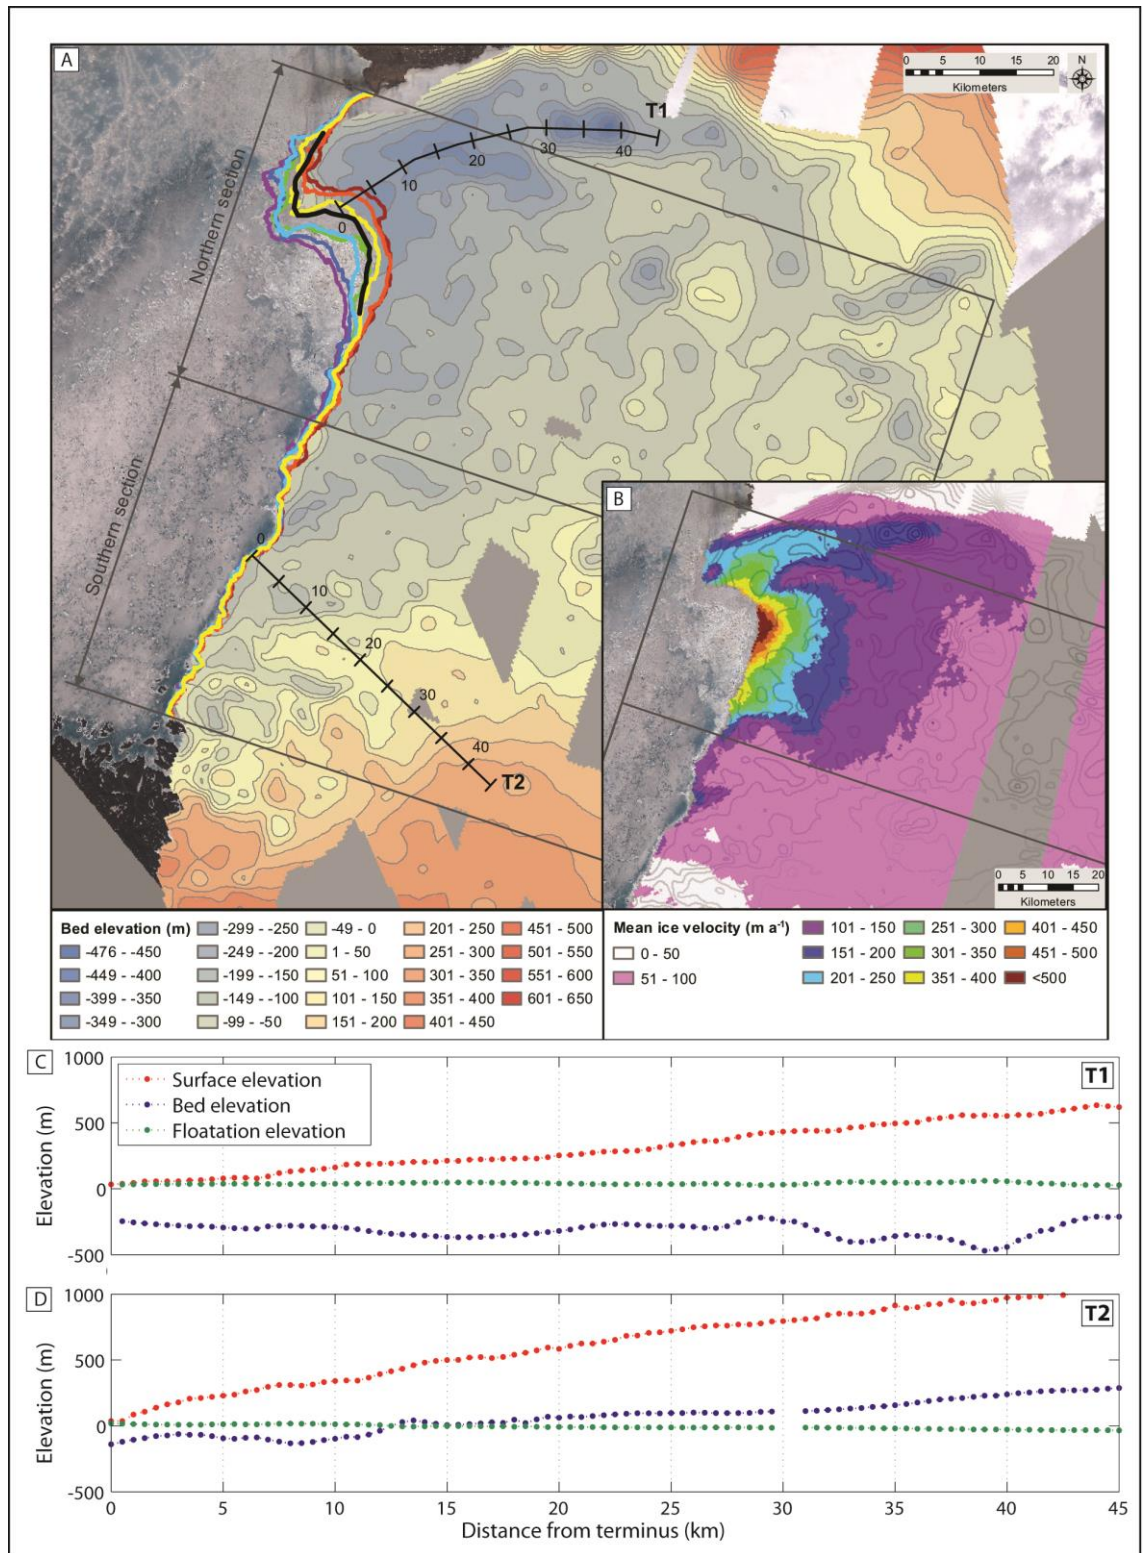 A
0 5 10 15 20
Kilometers
N
T1
0
10
20
30
40
Northern section
Southern section
0
10
20
30
40
T2
B
0 5 10 15 20
Kilometers
Bed elevation (m)
-476 - -450
-449 - -400
-399 - -350
-349 - -300
-299 - -250
-249 - -200
-199 - -150
-149 - -100
-99 - -50
-49 - 0
1 - 50
51 - 100
101 - 150
151 - 200
201 - 250
251 - 300
301 - 350
351 - 400
401 - 450
451 - 500
501 - 550
551 - 600
601 - 650
Mean ice velocity (m a-1)
0 - 50
51 - 100
101 - 150
151 - 200
201 - 250
251 - 300
301 - 350
351 - 400
401 - 450
451 - 500
<500
C
T1
Surface elevation
Bed elevation
Floatation elevation
Elevation (m)
1000
500
0
-500
D
T2
Elevation (m)
1000
500
0
-500
0 5 10 15 20 25 30 35 40 45
Distance from terminus (km)